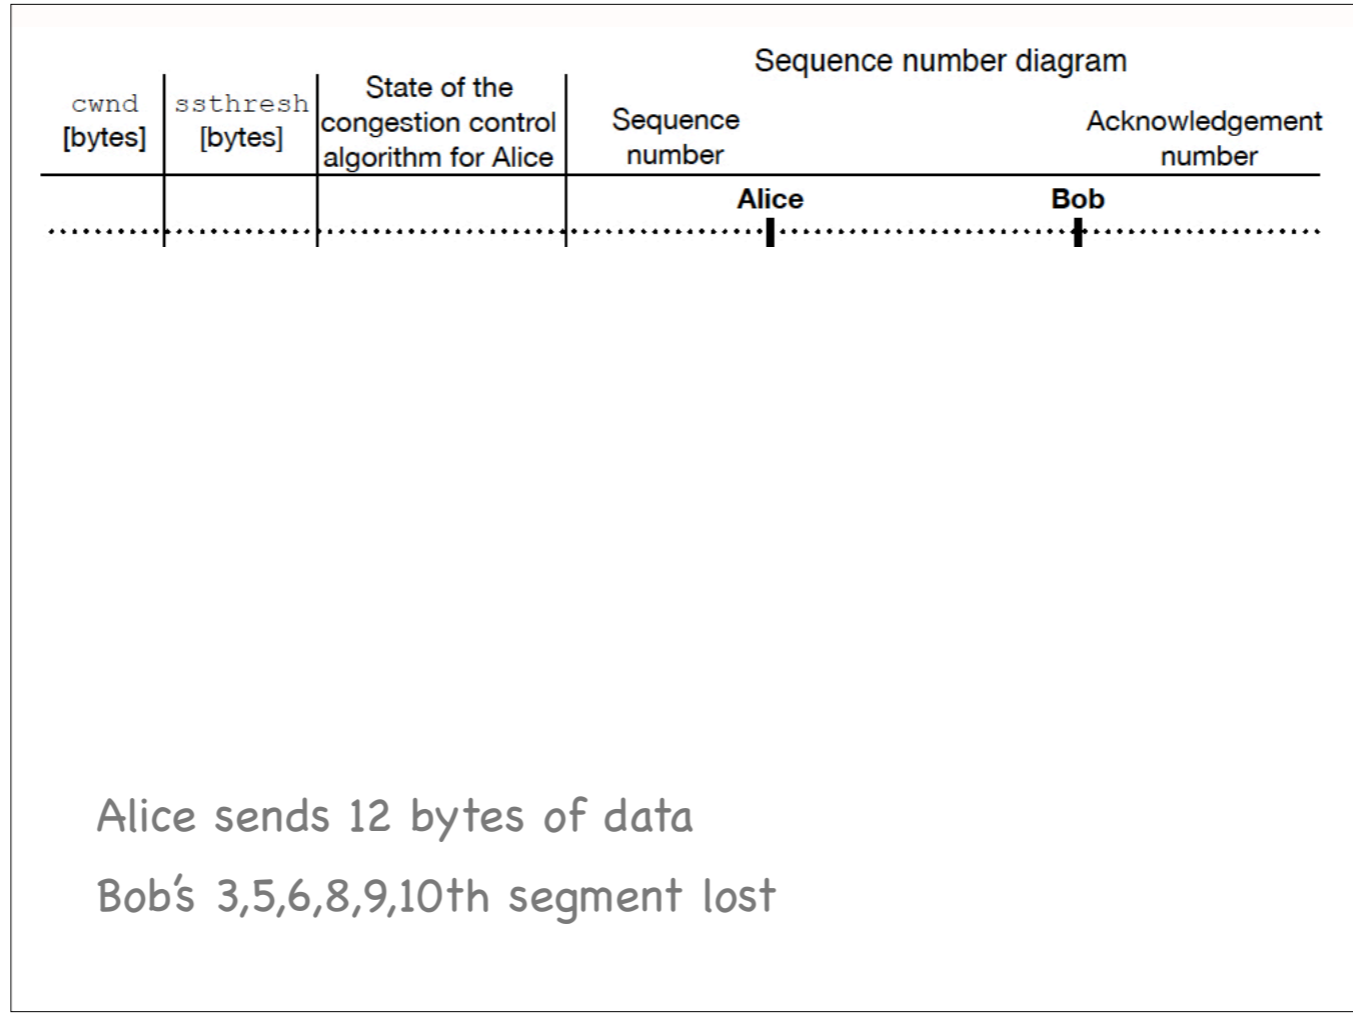 Sequence number diagram
cwnd
[bytes]
ssthresh
[bytes]
State of the
congestion control
algorithm for Alice
Sequence
number
Acknowledgement
number
Alice
Bob
Alice sends 12 bytes of data
Bob's 3,5,6,8,9,10th segment lost